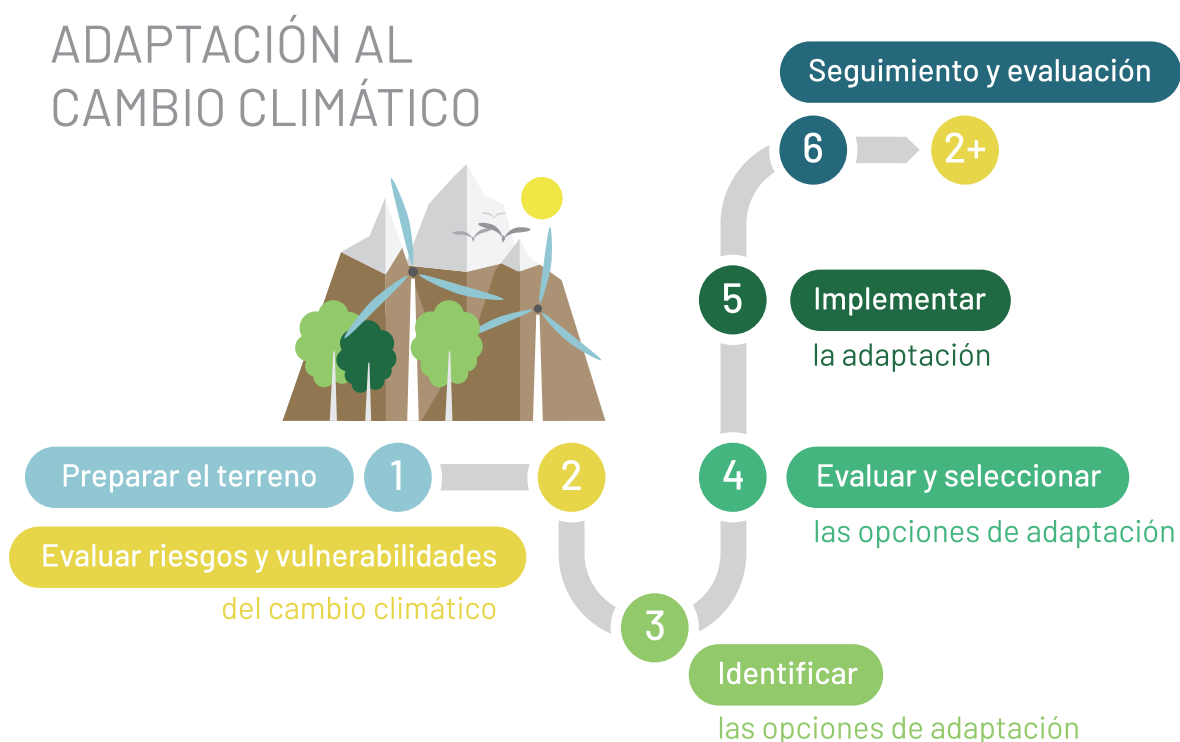 ADAPTACIÓN AL
CAMBIO CLIMÁTICO
Preparar el terreno
1
2
Evaluar riesgos y vulnerabilidades
del cambio climático
3
Identificar
las opciones de adaptación
4
Evaluar y seleccionar
las opciones de adaptación
5
Implementar
la adaptación
Seguimiento y evaluación
6
2+